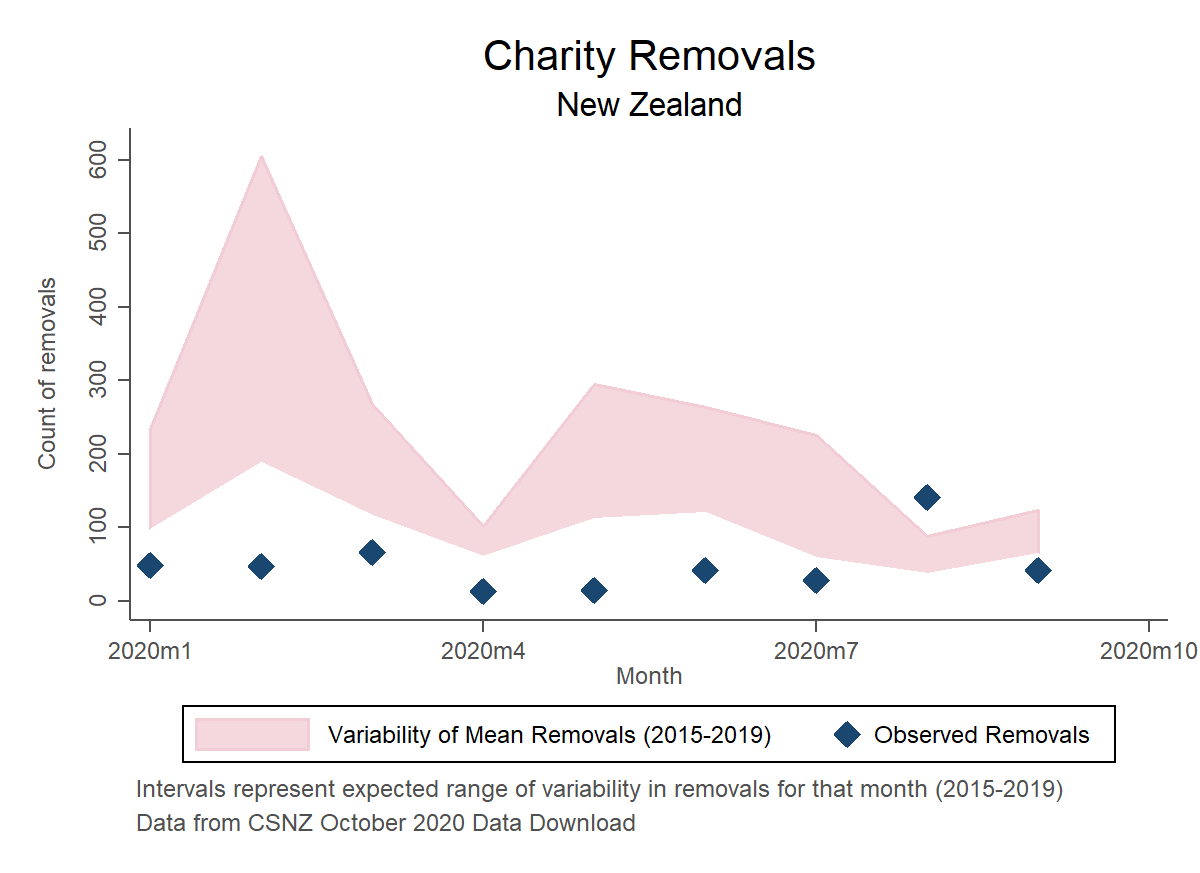 Charity Removals
New Zealand
Count of removals
600
500
400
300
200
100
0
2020m1 2020m4 2020m7 2020m10
Month
Variability of Mean Removals (2015-2019) Observed Removals
Intervals represent expected range of variability in removals for that month (2015-2019)
Data from CSNZ October 2020 Data Download